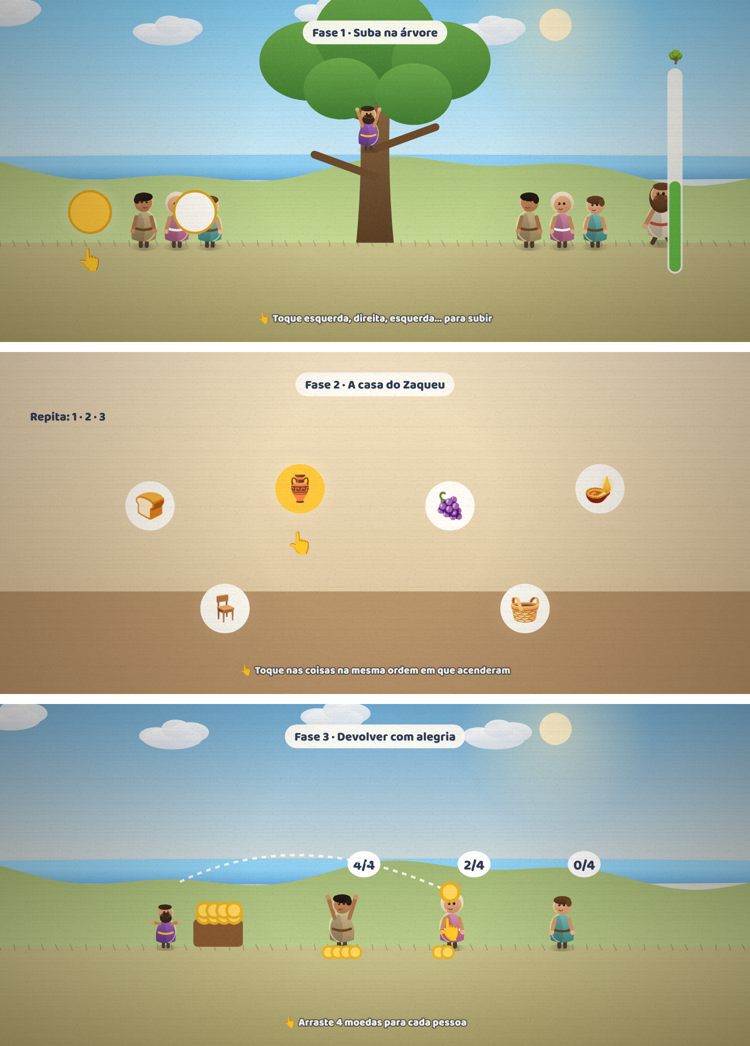 Fase 1 · Suba na árvore
Toque esquerda, direita, esquerda... para subir
Fase 2 · A casa do Zaqueu
Repita: 1 · 2 · 3
Toque nas coisas na mesma ordem em que acenderam
Fase 3 · Devolver com alegria
4/4 2/4 0/4
Arraste 4 moedas para cada pessoa